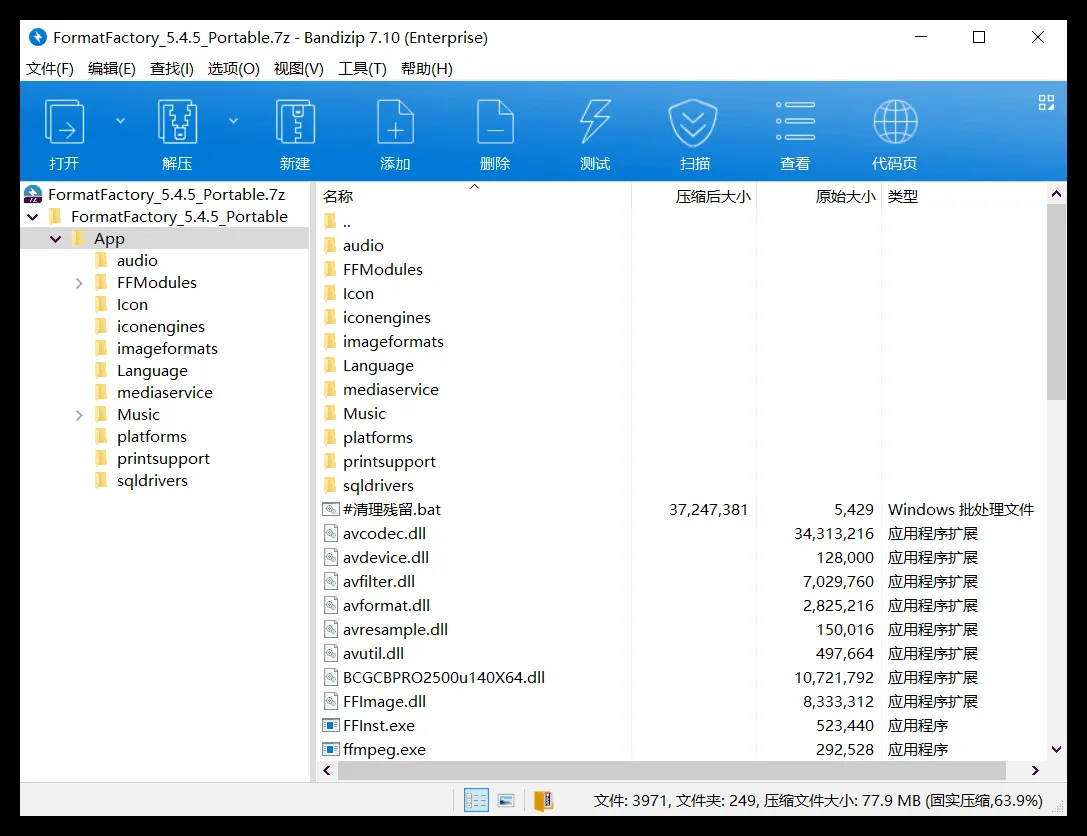 FormatFactory_5.4.5_Portable.7z - Bandizip 7.10 (Enterprise)
文件(F) 编辑(E) 查找(I) 选项(O) 视图(V) 工具(T) 帮助(H)
打开 解压 新建 添加 删除 测试 扫描 查看 代码页
FormatFactory_5.4.5_Portable.7z
FormatFactory_5.4.5_Portable
App
audio
FFModules
Icon
iconengines
imageformats
Language
mediaservice
Music
platforms
printsupport
sqldrivers
名称 压缩后大小 原始大小 类型
..
audio
FFModules
Icon
iconengines
imageformats
Language
mediaservice
Music
platforms
printsupport
sqldrivers
#清理残留.bat 37,247,381 5,429 Windows 批处理文件
avcodec.dll 34,313,216 应用程序扩展
avdevice.dll 128,000 应用程序扩展
avfilter.dll 7,029,760 应用程序扩展
avformat.dll 2,825,216 应用程序扩展
avresample.dll 150,016 应用程序扩展
avutil.dll 497,664 应用程序扩展
BCGCBPRO2500u140X64.dll 10,721,792 应用程序扩展
FFImage.dll 8,333,312 应用程序扩展
FFInst.exe 523,440 应用程序
ffmpeg.exe 292,528 应用程序
文件: 3971, 文件夹: 249, 压缩文件大小: 77.9 MB (固实压缩,63.9%)